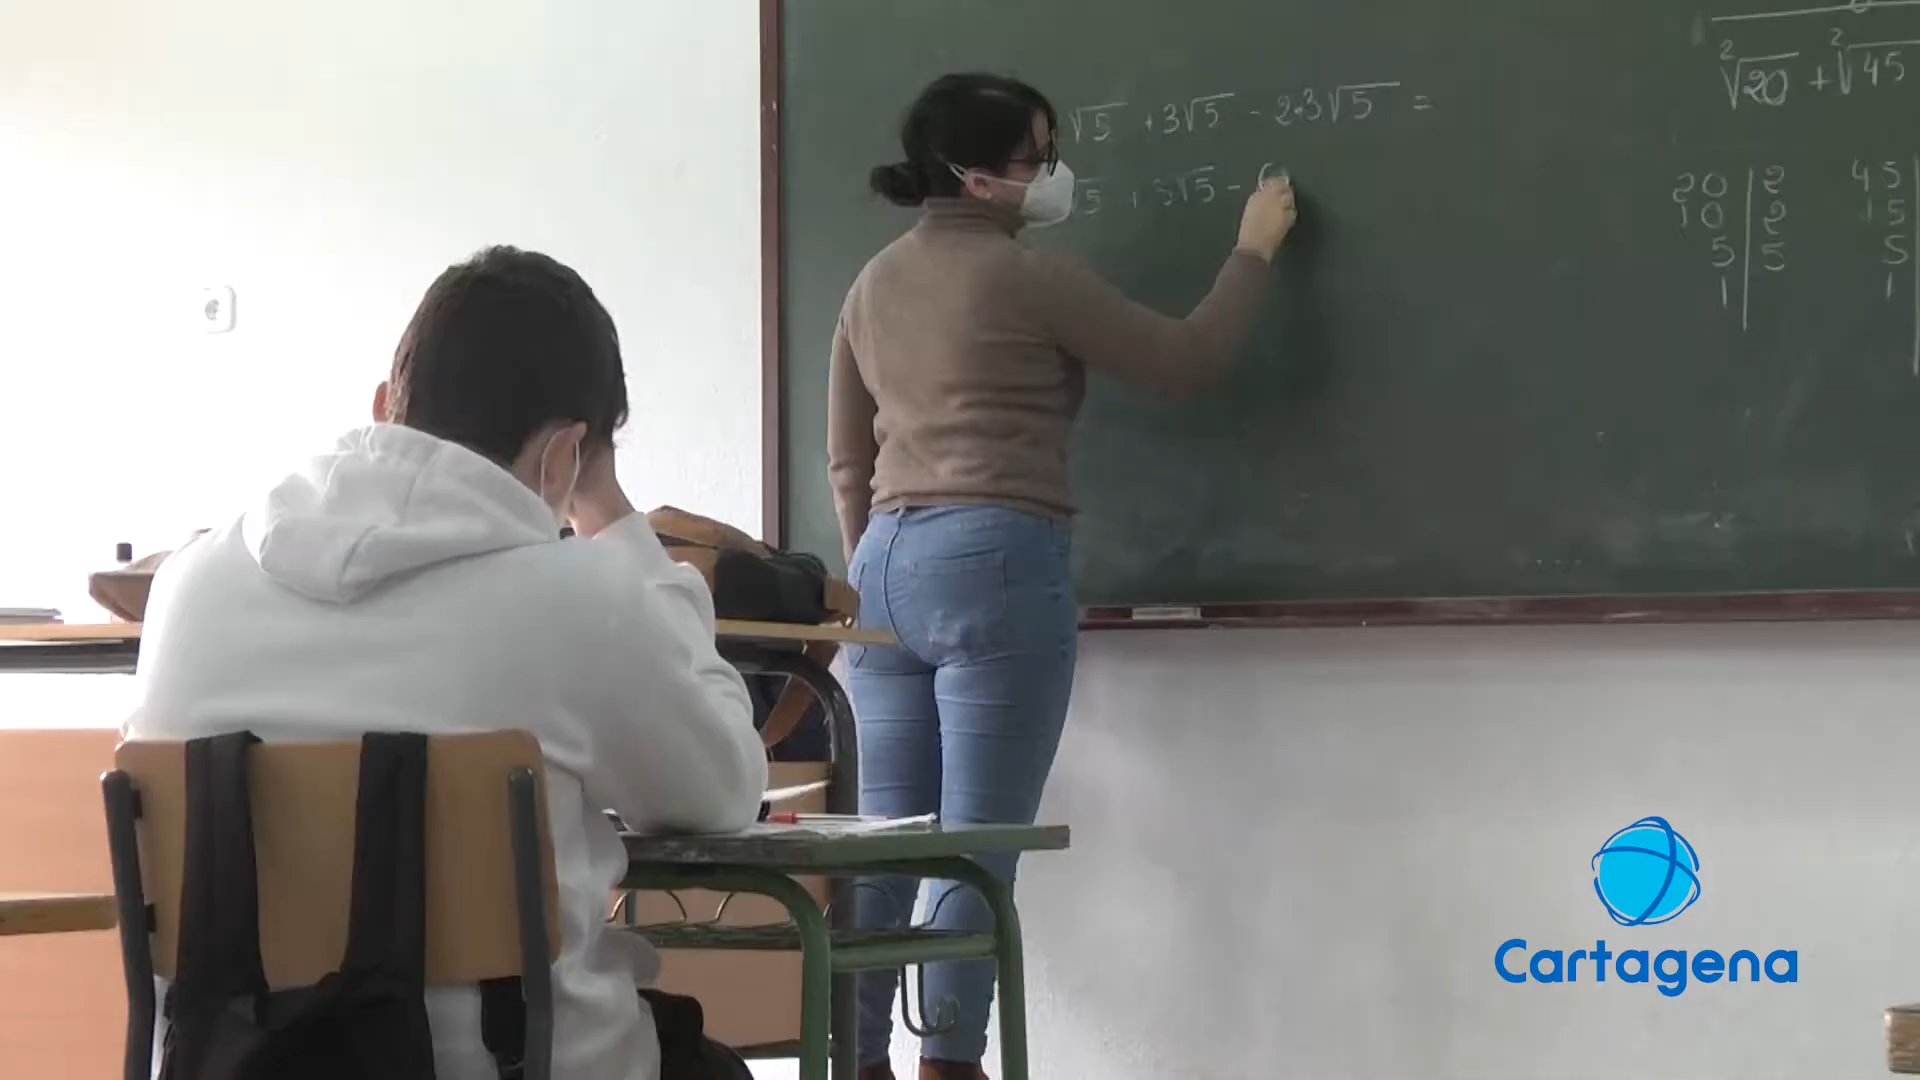 √5 + 3√5 - 2·3√5 =
√5 + 3√5 - 6
²√20 + ²√45
20 | 2
10 | 2
5 | 5
1 |
45
15
5
1
Cartagena